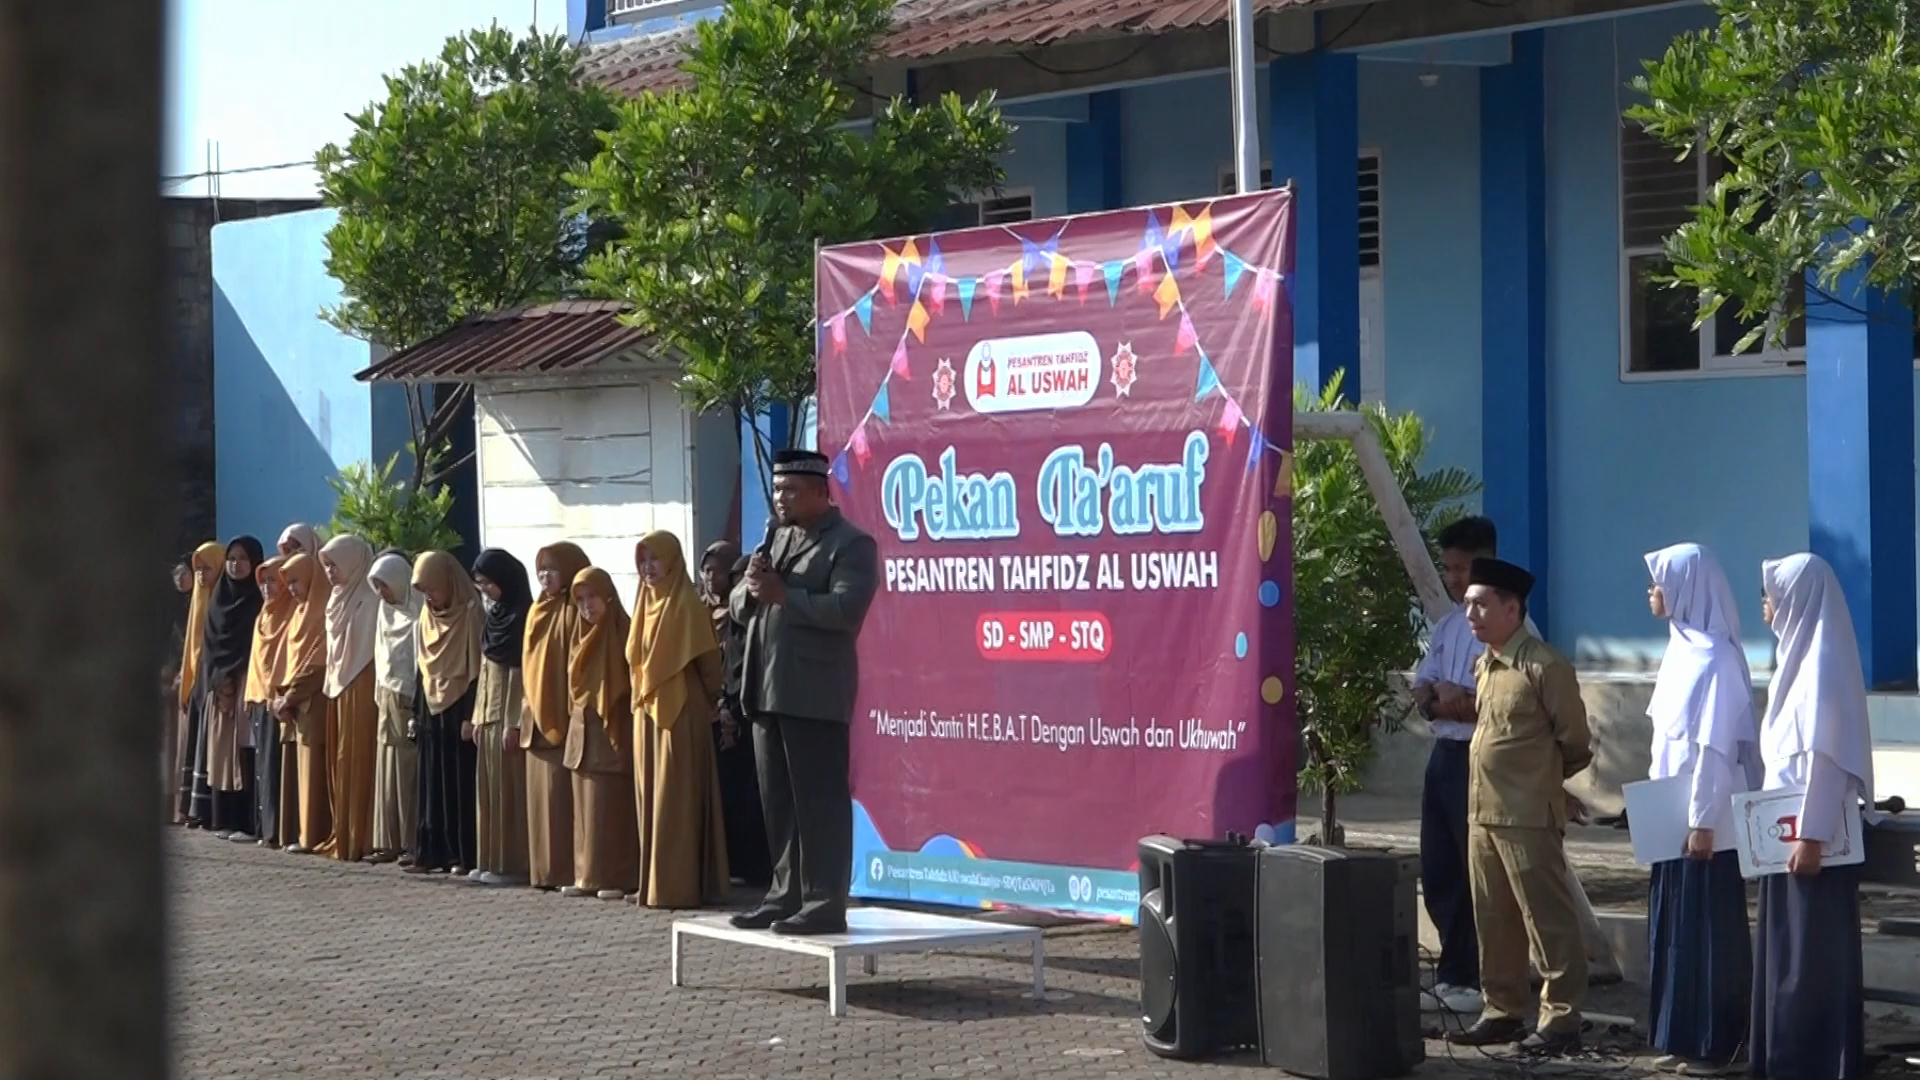 PESANTREN TAHFIDZ
AL USWAH
Pekan Ta'aruf
PESANTREN TAHFIDZ AL USWAH
SD - SMP - STQ
"Menjadi Santri H.E.B.A.T Dengan Uswah dan Ukhuwah"